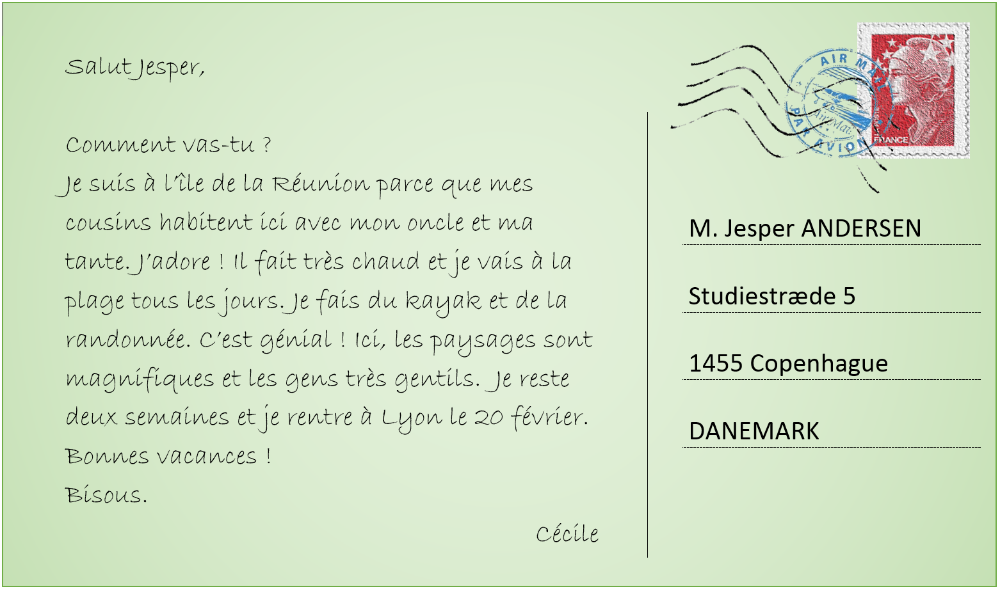 Salut Jesper,
Comment vas-tu ?
Je suis à l'île de la Réunion parce que mes
cousins habitent ici avec mon oncle et ma
tante. J'adore ! Il fait très chaud et je vais à la
plage tous les jours. Je fais du kayak et de la
randonnée. C'est génial ! Ici, les paysages sont
magnifiques et les gens très gentils. Je reste
deux semaines et je rentre à Lyon le 20 février.
Bonnes vacances !
Bisous.
Cécile
AIR MAIL
Air Mail
PAR AVION
FRANCE
M. Jesper ANDERSEN
Studiestræde 5
1455 Copenhague
DANEMARK